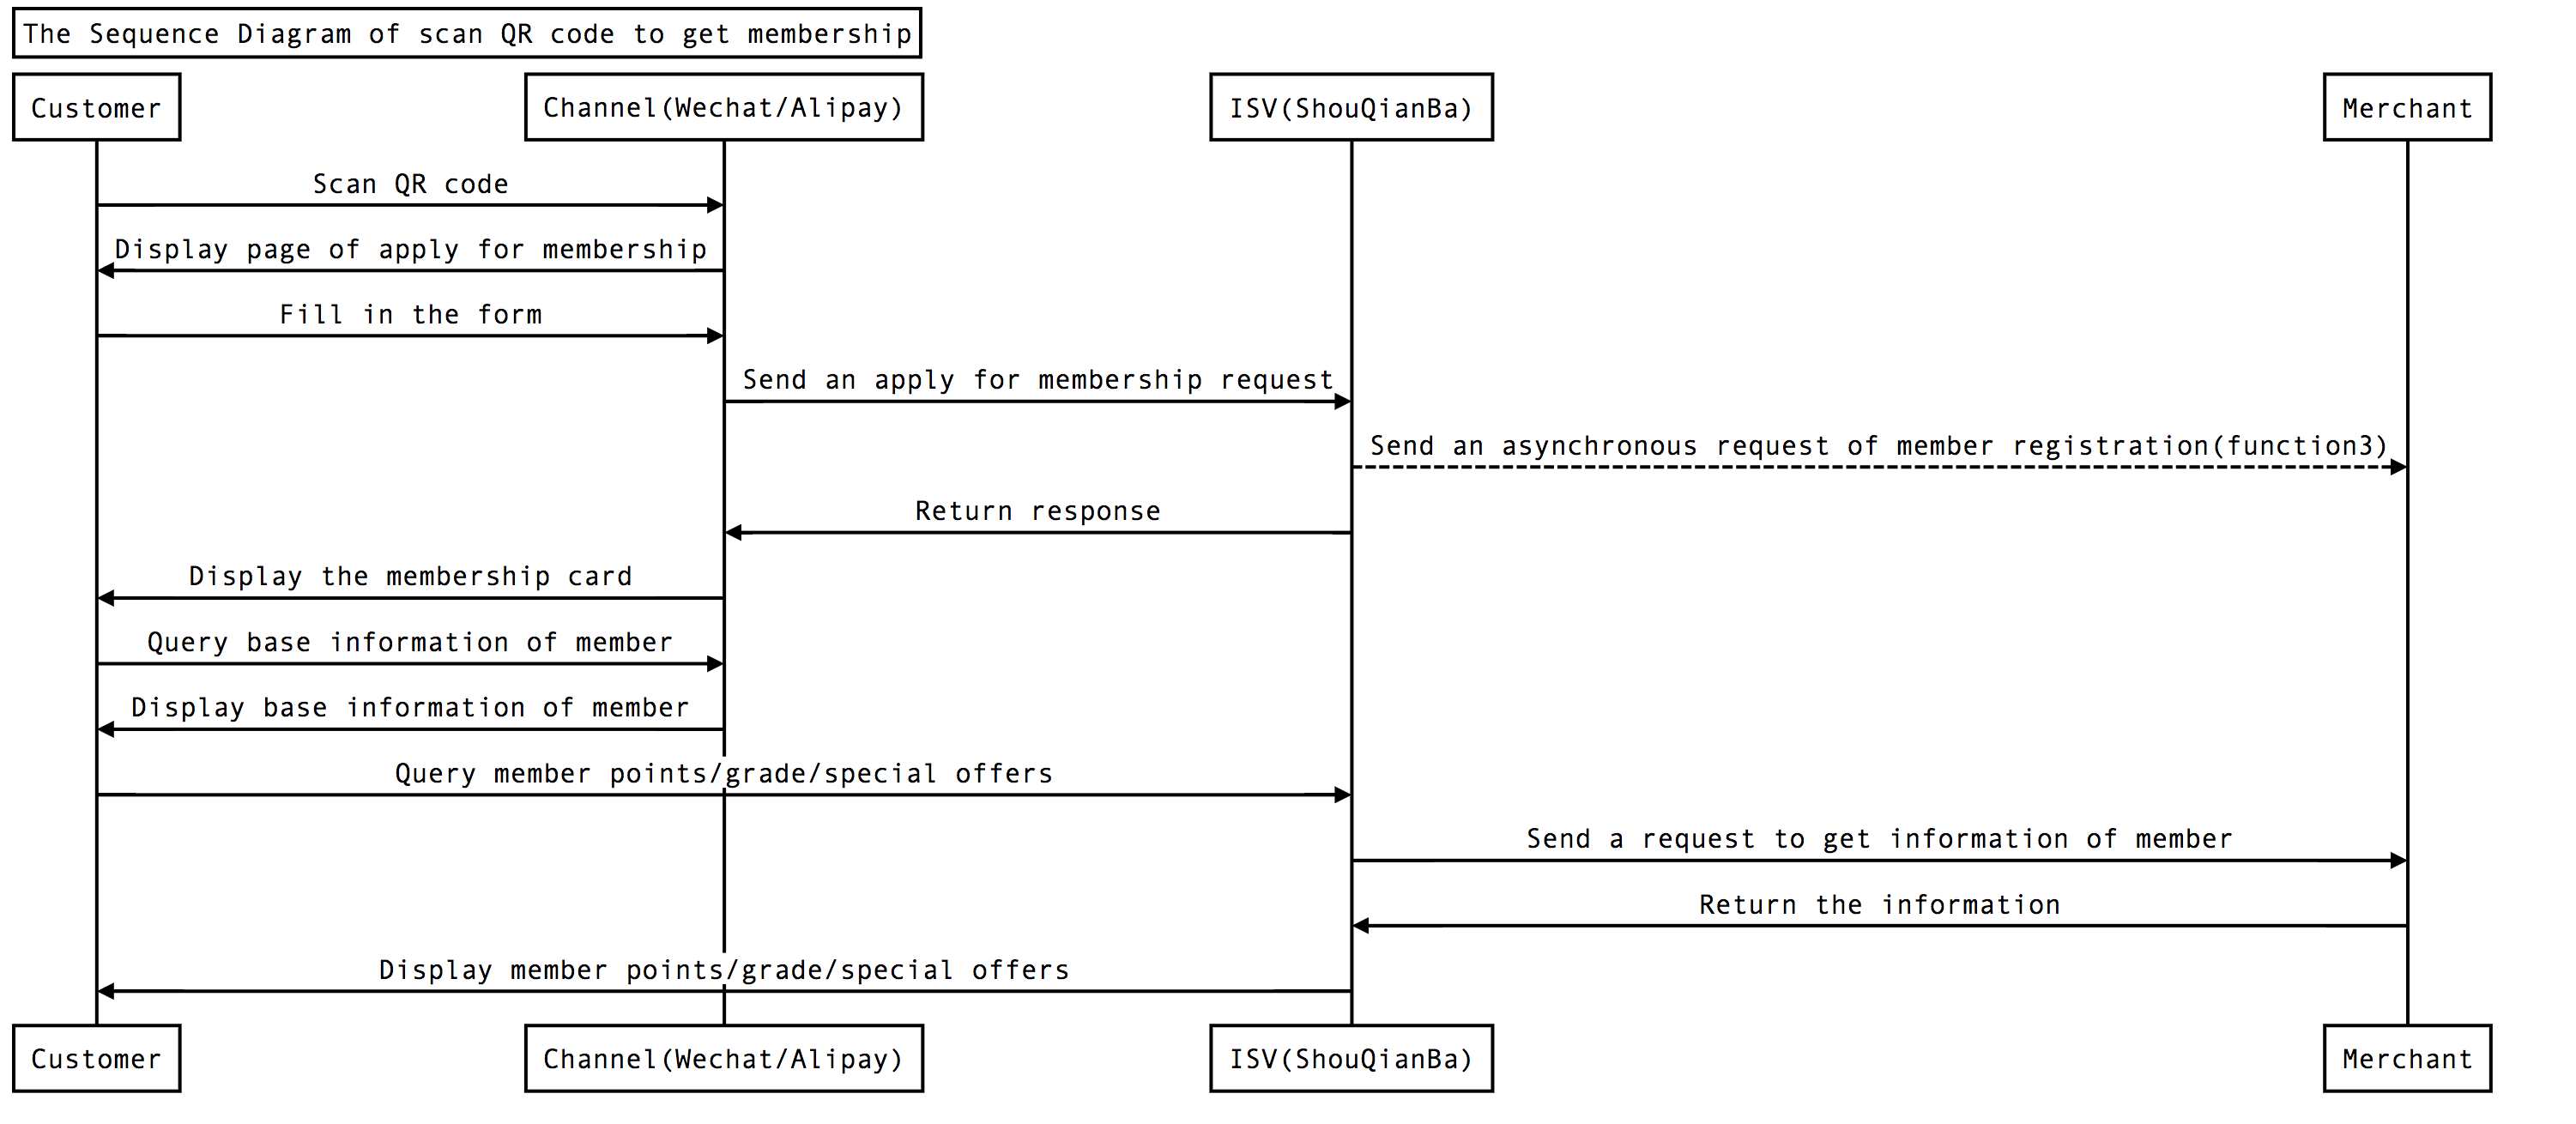 The Sequence Diagram of scan QR code to get membership
Customer
Channel(Wechat/Alipay)
ISV(ShouQianBa)
Merchant
Scan QR code
Display page of apply for membership
Fill in the form
Send an apply for membership request
Send an asynchronous request of member registration(function3)
Return response
Display the membership card
Query base information of member
Display base information of member
Query member points/grade/special offers
Send a request to get information of member
Return the information
Display member points/grade/special offers
Customer
Channel(Wechat/Alipay)
ISV(ShouQianBa)
Merchant